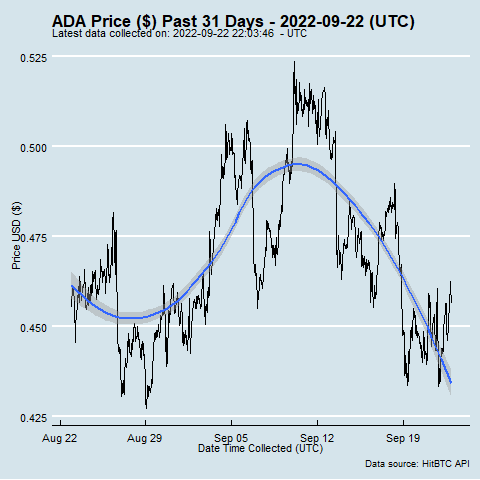 ADA Price ($) Past 31 Days - 2022-09-22 (UTC)
Latest data collected on: 2022-09-22 22:03:46 - UTC
0.525
0.500
0.475
0.450
0.425
Price USD ($)
Aug 22
Aug 29
Sep 05
Sep 12
Sep 19
Date Time Collected (UTC)
Data source: HitBTC API